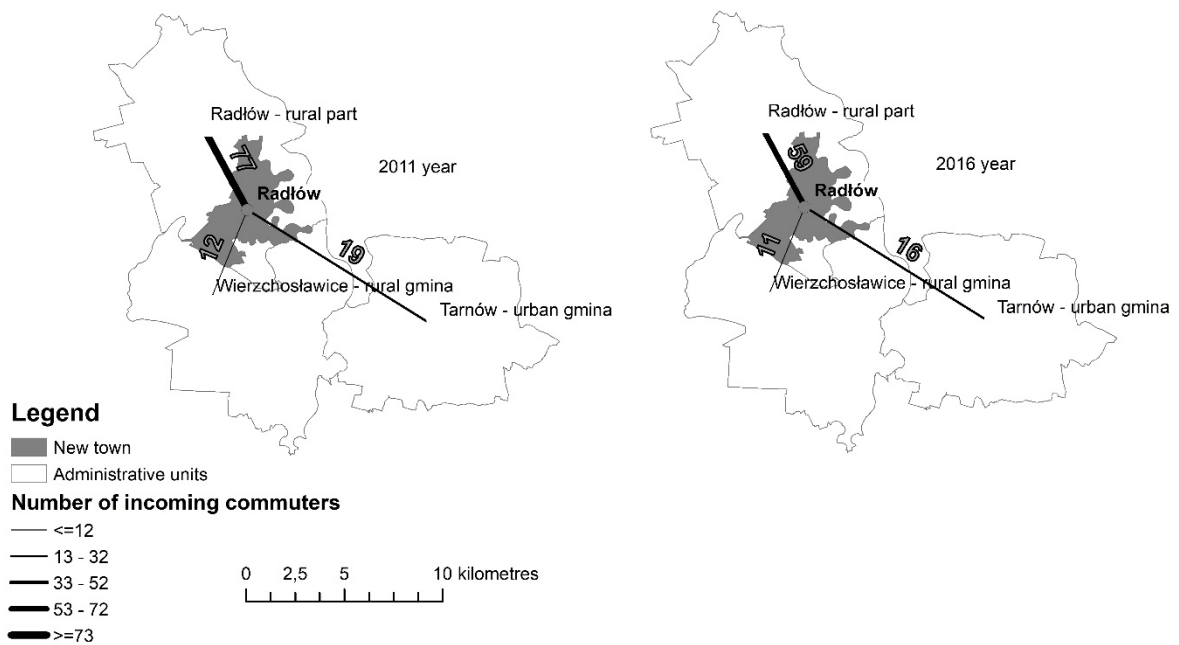 Radłów - rural part
77
2011 year
Radłów
12
19
Wierzchosławice - rural gmina
Tarnów - urban gmina
Radłów - rural part
59
2016 year
Radłów
11
16
Wierzchosławice - rural gmina
Tarnów - urban gmina
Legend
New town
Administrative units
Number of incoming commuters
<=12
13 - 32
33 - 52
53 - 72
>=73
0 2,5 5 10 kilometres